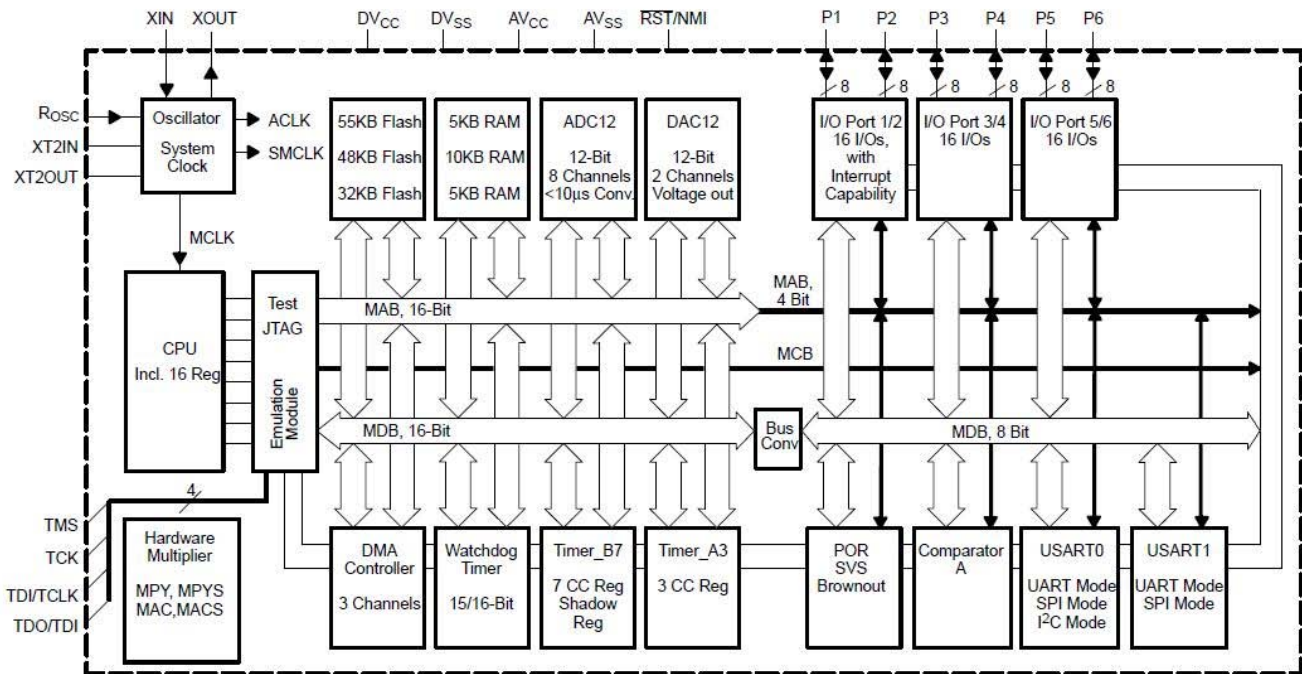 XIN
XOUT
DVCC
DVSS
AVCC
AVSS
RST/NMI
P1
P2
P3
P4
P5
P6
8
8
8
8
8
8
ROSC
XT2IN
XT2OUT
Oscillator
System
Clock
ACLK
SMCLK
MCLK
55KB Flash
48KB Flash
32KB Flash
5KB RAM
10KB RAM
5KB RAM
ADC12
12-Bit
8 Channels
<10µs Conv.
DAC12
12-Bit
2 Channels
Voltage out
I/O Port 1/2
16 I/Os,
with
Interrupt
Capability
I/O Port 3/4
16 I/Os
I/O Port 5/6
16 I/Os
CPU
Incl. 16 Reg
Test
JTAG
Emulation
Module
MAB, 16-Bit
MAB,
4 Bit
MCB
MDB, 16-Bit
Bus
Conv
MDB, 8 Bit
4
TMS
TCK
TDI/TCLK
TDO/TDI
Hardware
Multiplier
MPY, MPYS
MAC,MACS
DMA
Controller
3 Channels
Watchdog
Timer
15/16-Bit
Timer_B7
7 CC Reg
Shadow
Reg
Timer_A3
3 CC Reg
POR
SVS
Brownout
Comparator
A
USART0
UART Mode
SPI Mode
I²C Mode
USART1
UART Mode
SPI Mode